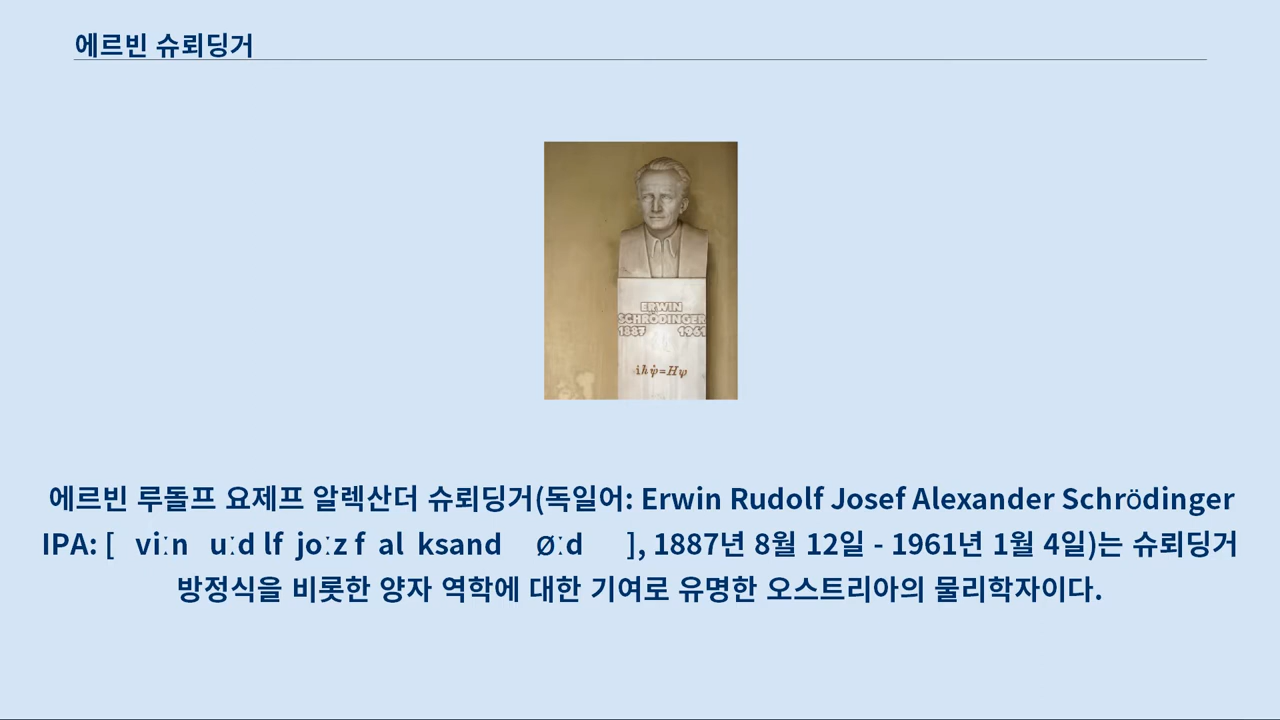 에르빈 슈뢰딩거
ERWIN
SCHRÖDINGER
1887 1961
iħψ̇=Hψ
에르빈 루돌프 요제프 알렉산더 슈뢰딩거(독일어: Erwin Rudolf Josef Alexander Schrödinger
IPA: [ viːn uːd lf joːz f al ksand øːd ], 1887년 8월 12일 - 1961년 1월 4일)는 슈뢰딩거
방정식을 비롯한 양자 역학에 대한 기여로 유명한 오스트리아의 물리학자이다.